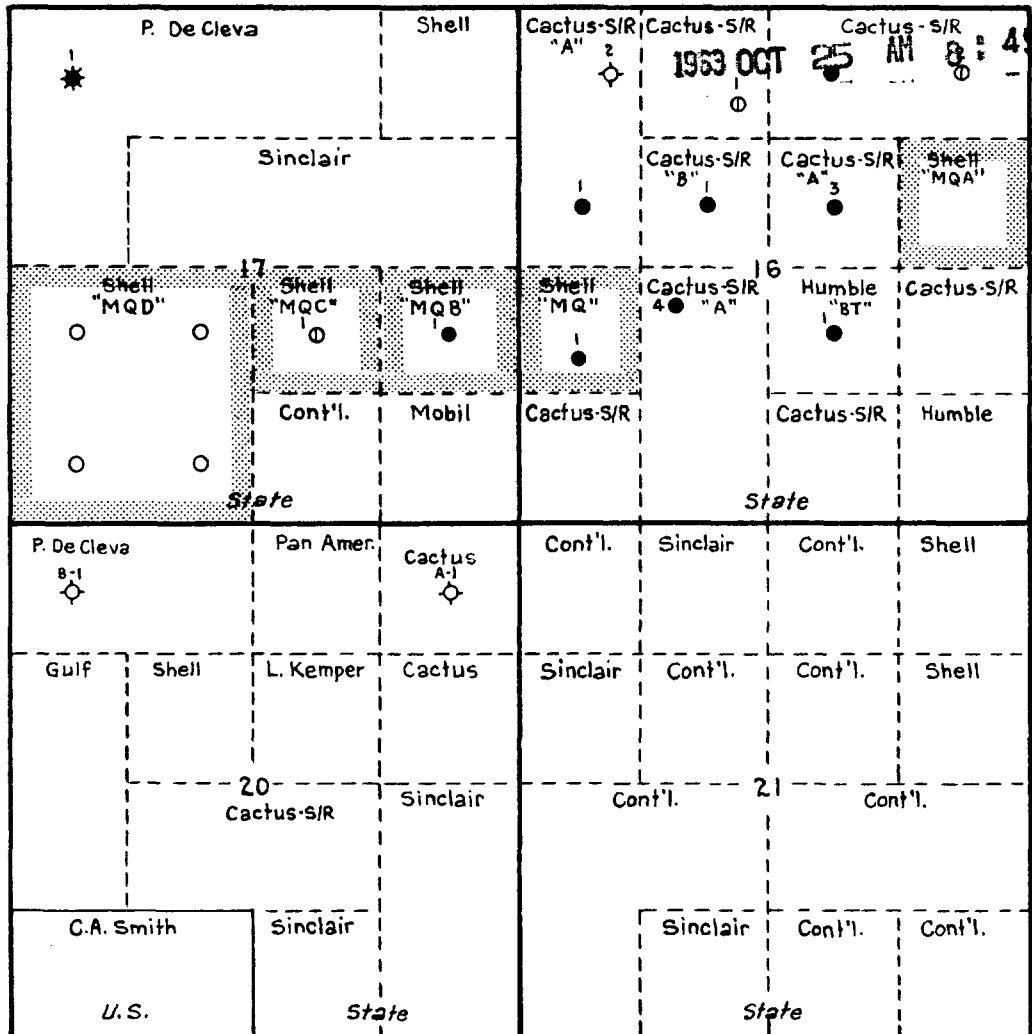 P. De Cleva
1
Shell
Sinclair
17
Shell
"MQD"
Shell
"MQC"
1
Shell
"MQB"
1
Cont'l.
Mobil
State
Cactus-S/R
"A"
2
Cactus-S/R
1
Cactus-S/R
1963 OCT 25 AM 8:4
1
Cactus-S/R
"B"
1
Cactus-S/R
"A"
3
Shell
"MQA"
16
Shell
"MQ"
1
Cactus-S/R
4 "A"
Humble
"BT"
1
Cactus-S/R
Cactus-S/R
Cactus-S/R
Humble
State
P. De Cleva
B-1
Pan Amer.
Cactus
A-1
Gulf
Shell
L. Kemper
Cactus
20
Cactus-S/R
Sinclair
C.A. Smith
Sinclair
U.S.
State
Cont'l.
Sinclair
Cont'l.
Shell
Sinclair
Cont'l.
Cont'l.
Shell
21
Cont'l.
Cont'l.
Sinclair
Cont'l.
Cont'l.
State